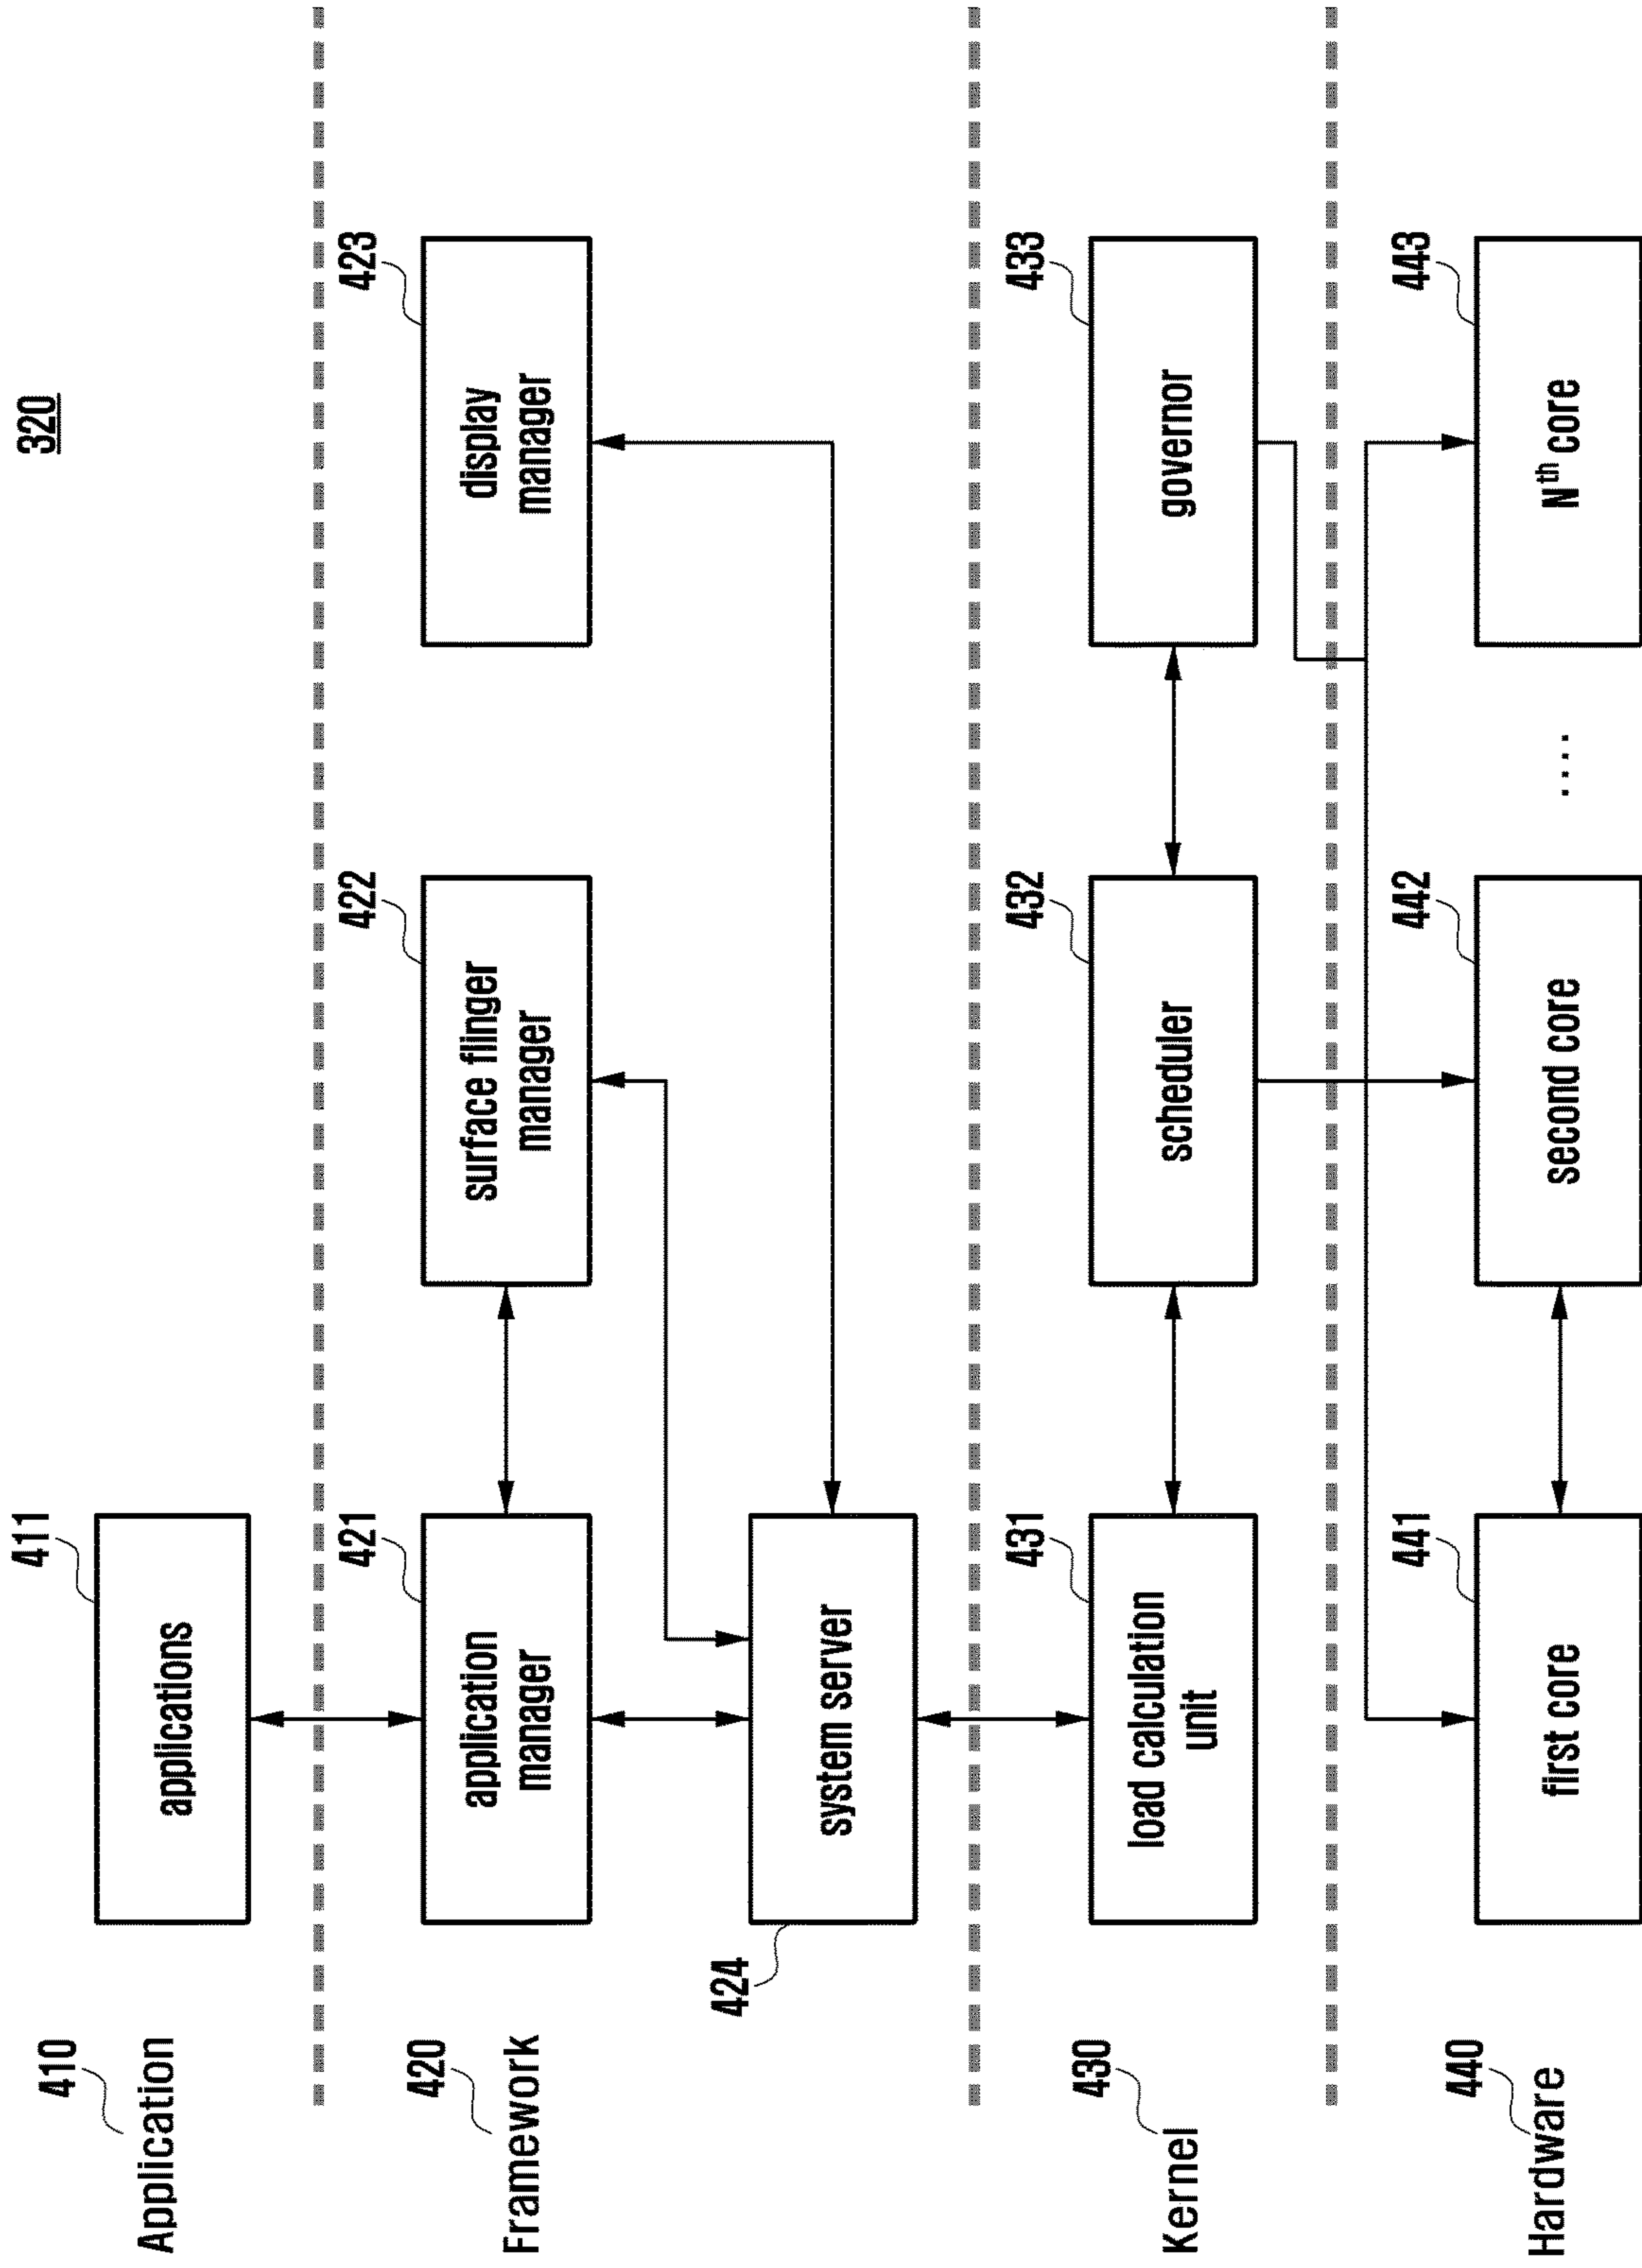 320
410
Application
411
applications
420
Framework
421
application
manager
422
surface flinger
manager
423
display
manager
424
system server
430
Kernel
431
load calculation
unit
432
scheduler
433
governor
440
Hardware
441
first core
442
second core
....
443
Nth core